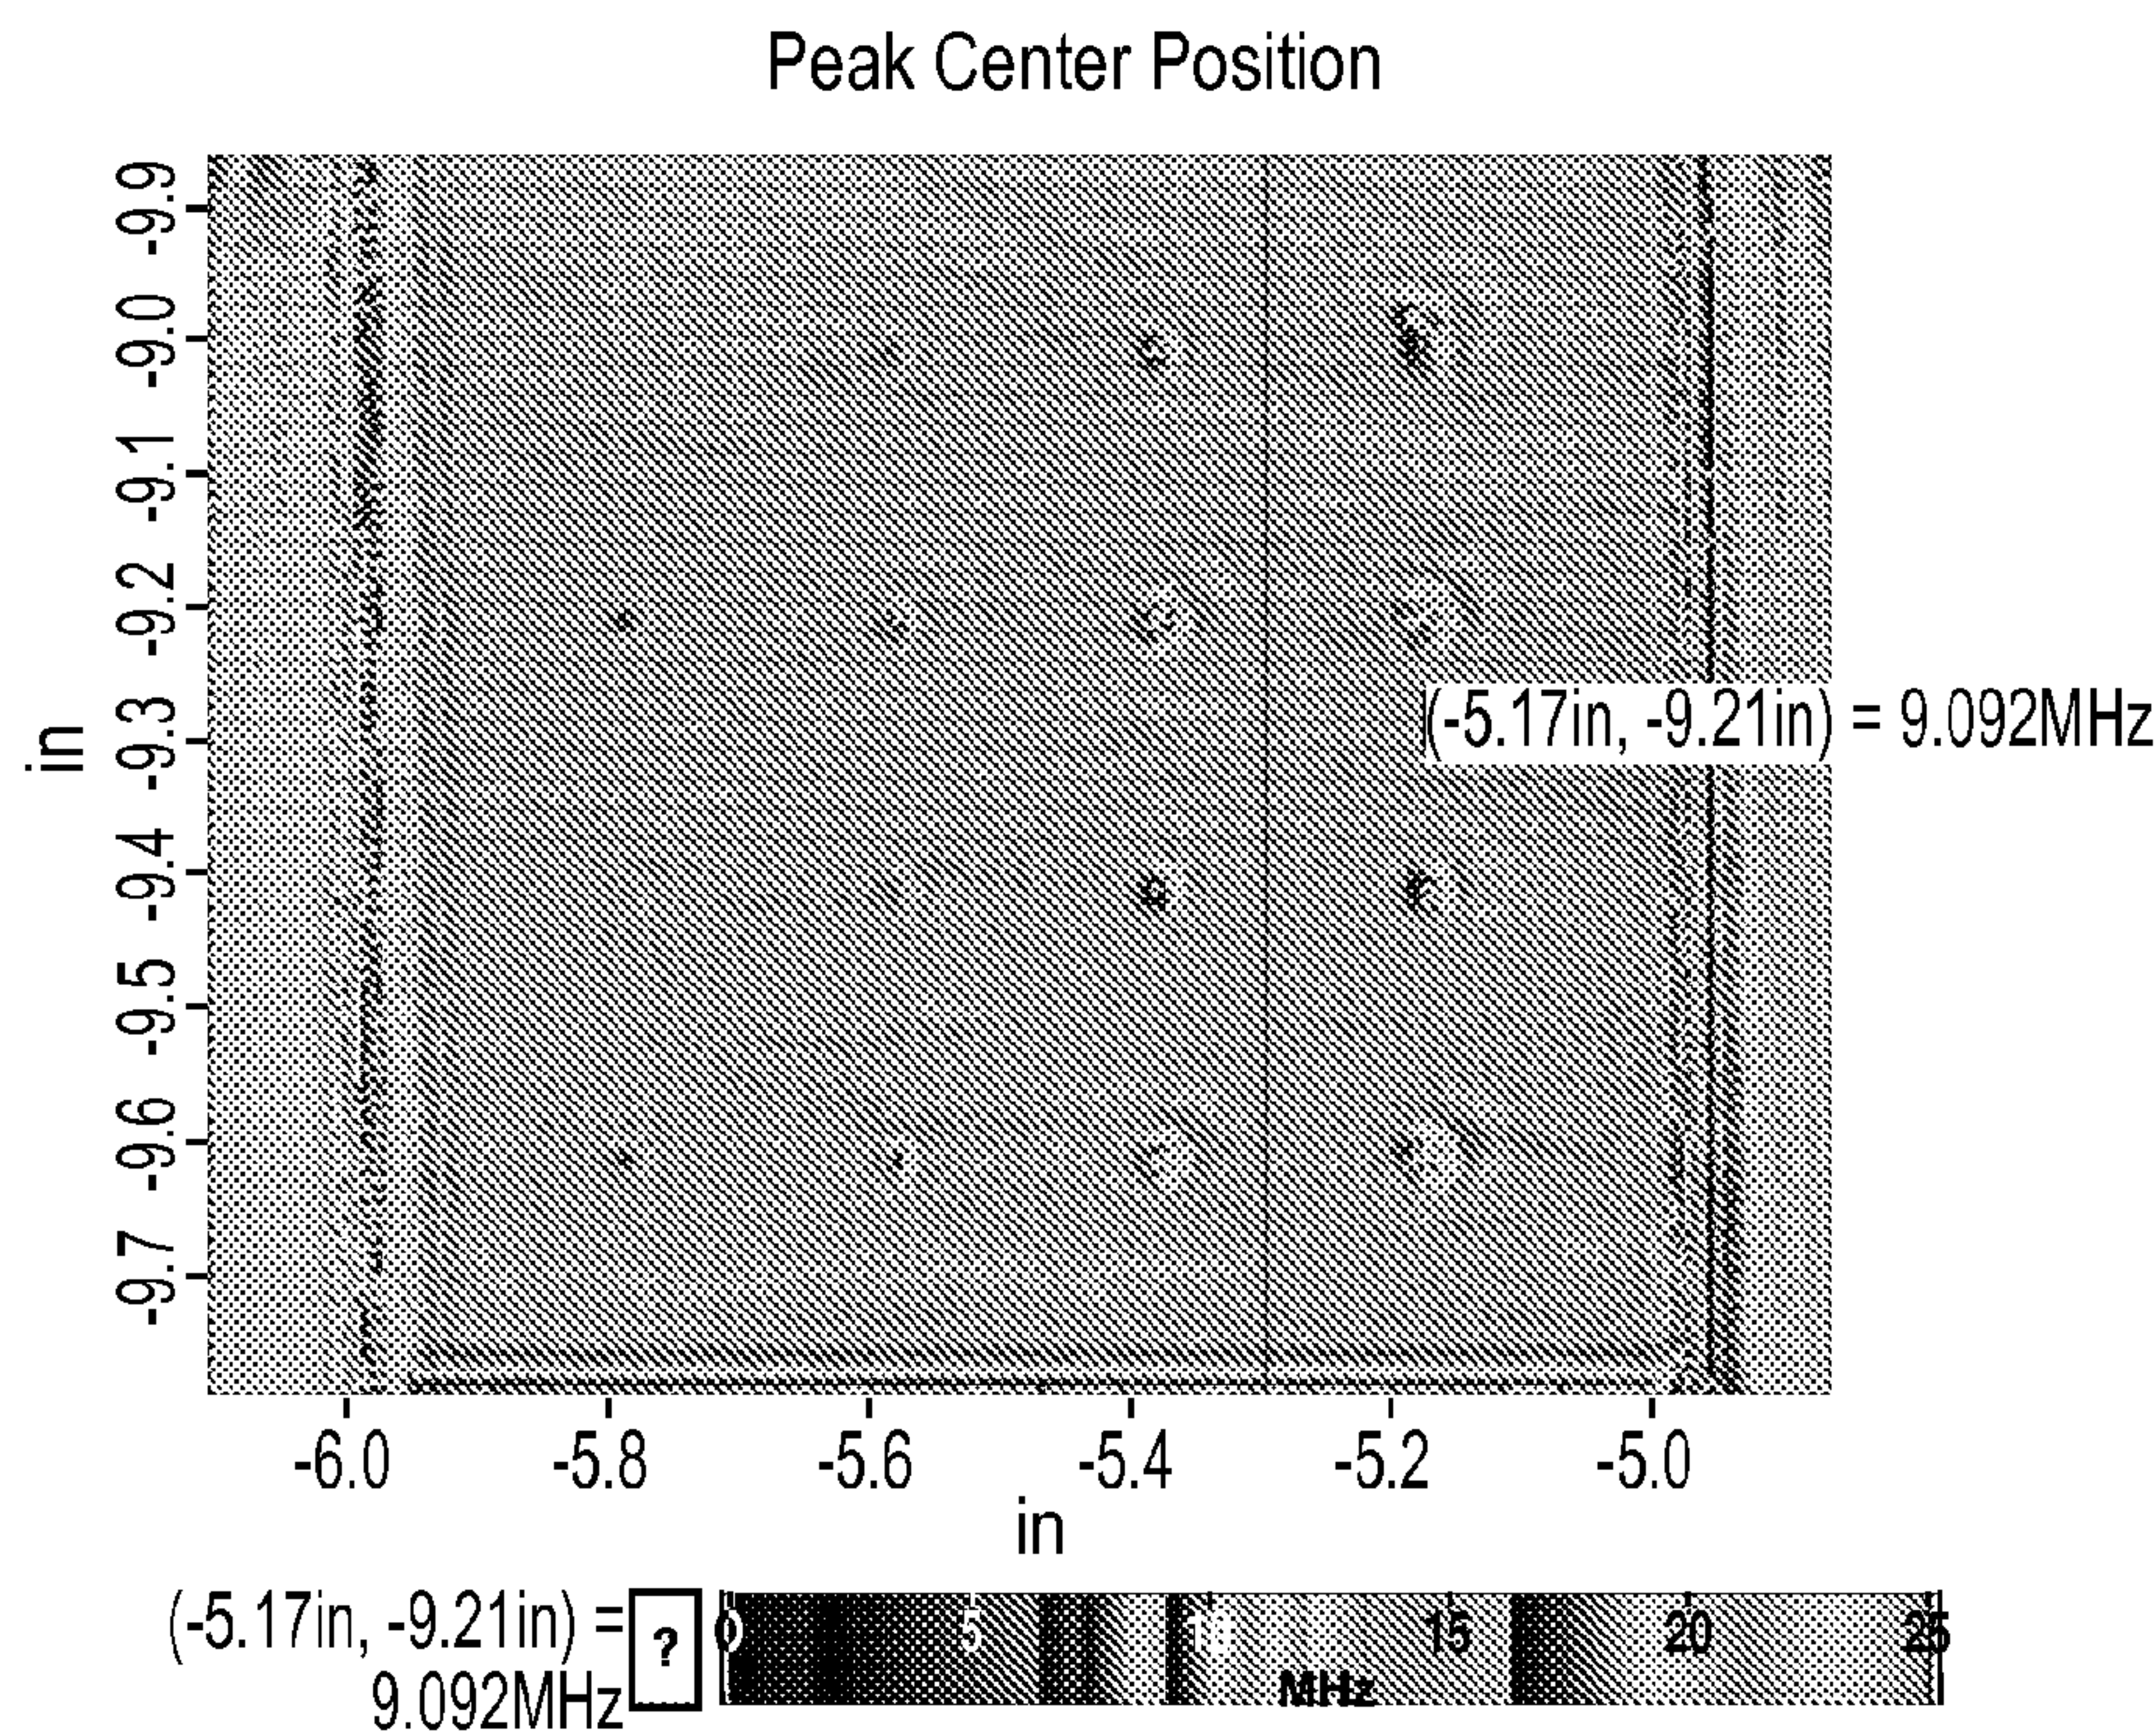 Peak Center Position
-9.9
-9.0
-9.1
-9.2
-9.3
-9.4
-9.5
-9.6
-9.7
in
(-5.17in, -9.21in) = 9.092MHz
-6.0 -5.8 -5.6 -5.4 -5.2 -5.0
in
(-5.17in, -9.21in) = ? 0 5 10 15 20 25
9.092MHz MHz